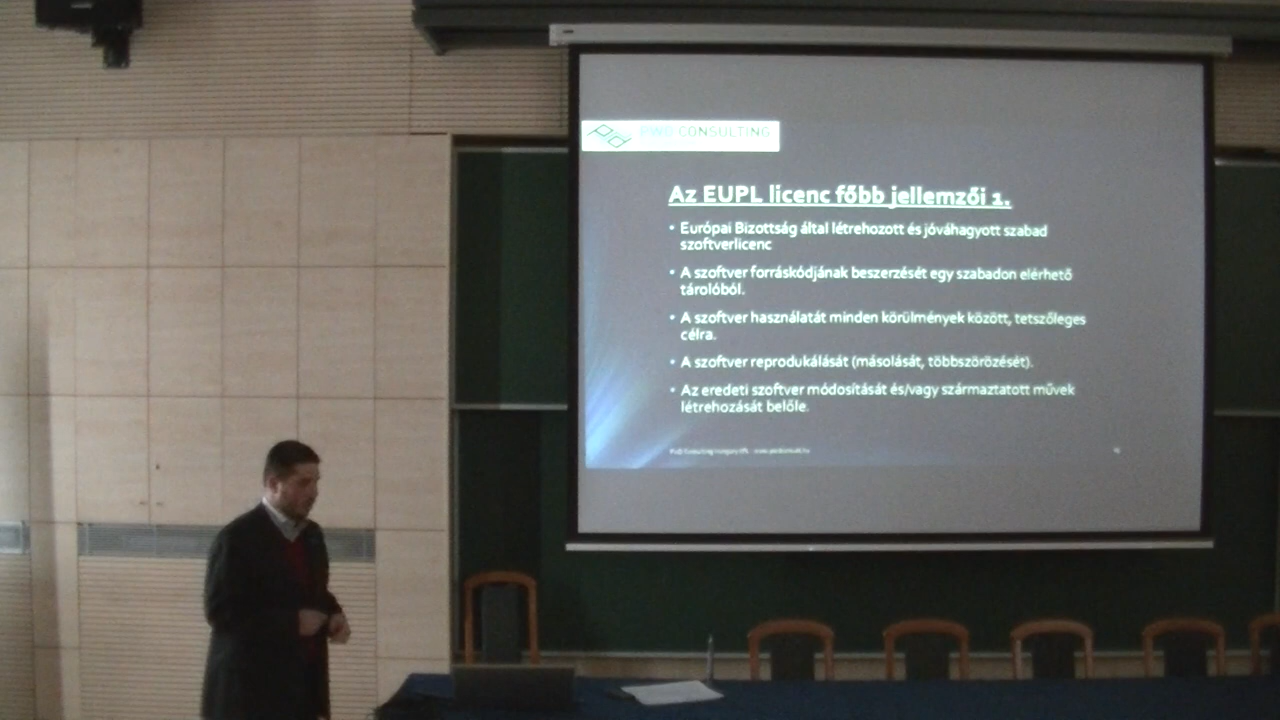 CONSULTING
Az EUPL licenc főbb jellemzői 1.
• Európai Bizottság által létrehozott és jóváhagyott szabad
szoftverlicenc
• A szoftver forráskódjának beszerzését egy szabadon elérhető
tárolóból.
• A szoftver használatát minden körülmények között, tetszőleges
célra.
• A szoftver reprodukálását (másolását, többszörözését).
• Az eredeti szoftver módosítását és/vagy származtatott művek
létrehozását belőle.